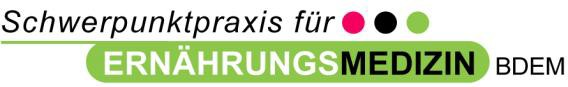 Schwerpunktpraxis für
ERNÄHRUNGSMEDIZIN BDEM